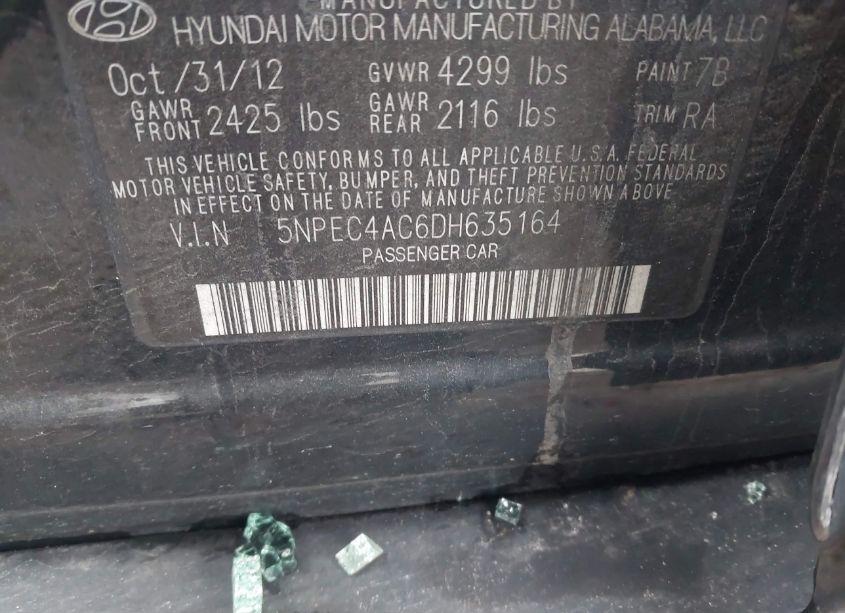 MANUFACTURED BY
HYUNDAI MOTOR MANUFACTURING ALABAMA, LLC
Oct /31/12 GVWR 4299 lbs PAINT 7B
GAWR FRONT 2425 lbs GAWR REAR 2116 lbs TRIM RA
THIS VEHICLE CONFORMS TO ALL APPLICABLE U.S.A. FEDERAL
MOTOR VEHICLE SAFETY, BUMPER, AND THEFT PREVENTION STANDARDS
IN EFFECT ON THE DATE OF MANUFACTURE SHOWN ABOVE
V.I.N 5NPEC4AC6DH635164
PASSENGER CAR